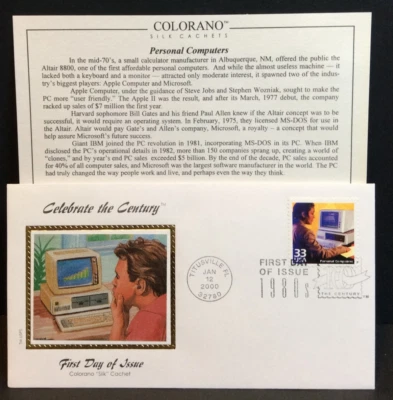 COLORANO™
SILK CACHETS
Personal Computers
In the mid-70's, a small calculator manufacturer in Albuquerque, NM, offered the public the
Altair 8800, one of the first affordable personal computers. And while the almost useless machine — it
lacked both a keyboard and a monitor — attracted only moderate interest, it spawned two of the indus-
try's biggest players: Apple Computer and Microsoft.
Apple Computer, under the guidance of Steve Jobs and Stephen Wozniak, sought to make the
PC more "user friendly." The Apple II was the result, and after its March, 1977 debut, the company
racked up sales of $7 million the first year.
Harvard sophomore Bill Gates and his friend Paul Allen knew if the Altair concept was to be
successful, it would require an operating system. In February, 1975, they licensed MS-DOS for use in
the Altair. Altair would pay Gate's and Allen's company, Microsoft, a royalty – a concept that would
help assure Microsoft's future success.
Giant IBM joined the PC revolution in 1981, incorporating MS-DOS in its PC. When IBM
disclosed the PC's operational details in 1982, more than 150 companies sprang up, creating a world of
"clones," and by year's end PC sales exceeded $5 billion. By the end of the decade, PC sales accounted
for 40% of all computer sales, and Microsoft was the largest software manufacturer in the world. The
PC had truly changed the way people work and live, and perhaps even the way they think.
Celebrate the Century™
First Day of Issue
Colorano "Silk" Cachet
TITUSVILLE FL
JAN
12
2000
32780
33
USA
Personal Computers
FIRST DAY
OF ISSUE
1980s
THE CENTURY